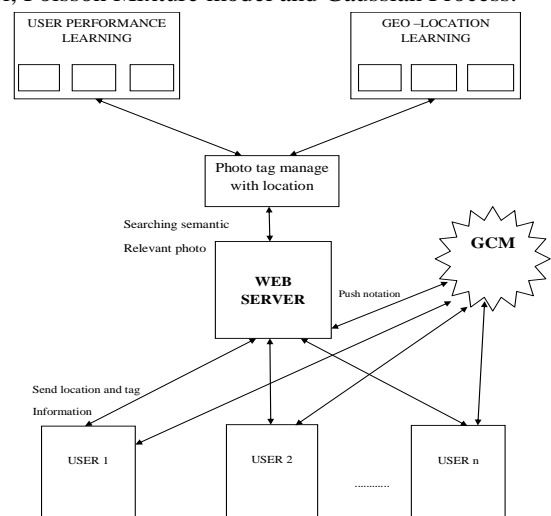 Poisson Mixture model and Gaussian Process.
USER PERFORMANCE
LEARNING
GEO –LOCATION
LEARNING
Photo tag manage
with location
Searching semantic
Relevant photo
GCM
WEB
SERVER
Push notation
Send location and tag
Information
USER 1
USER 2
USER n
............